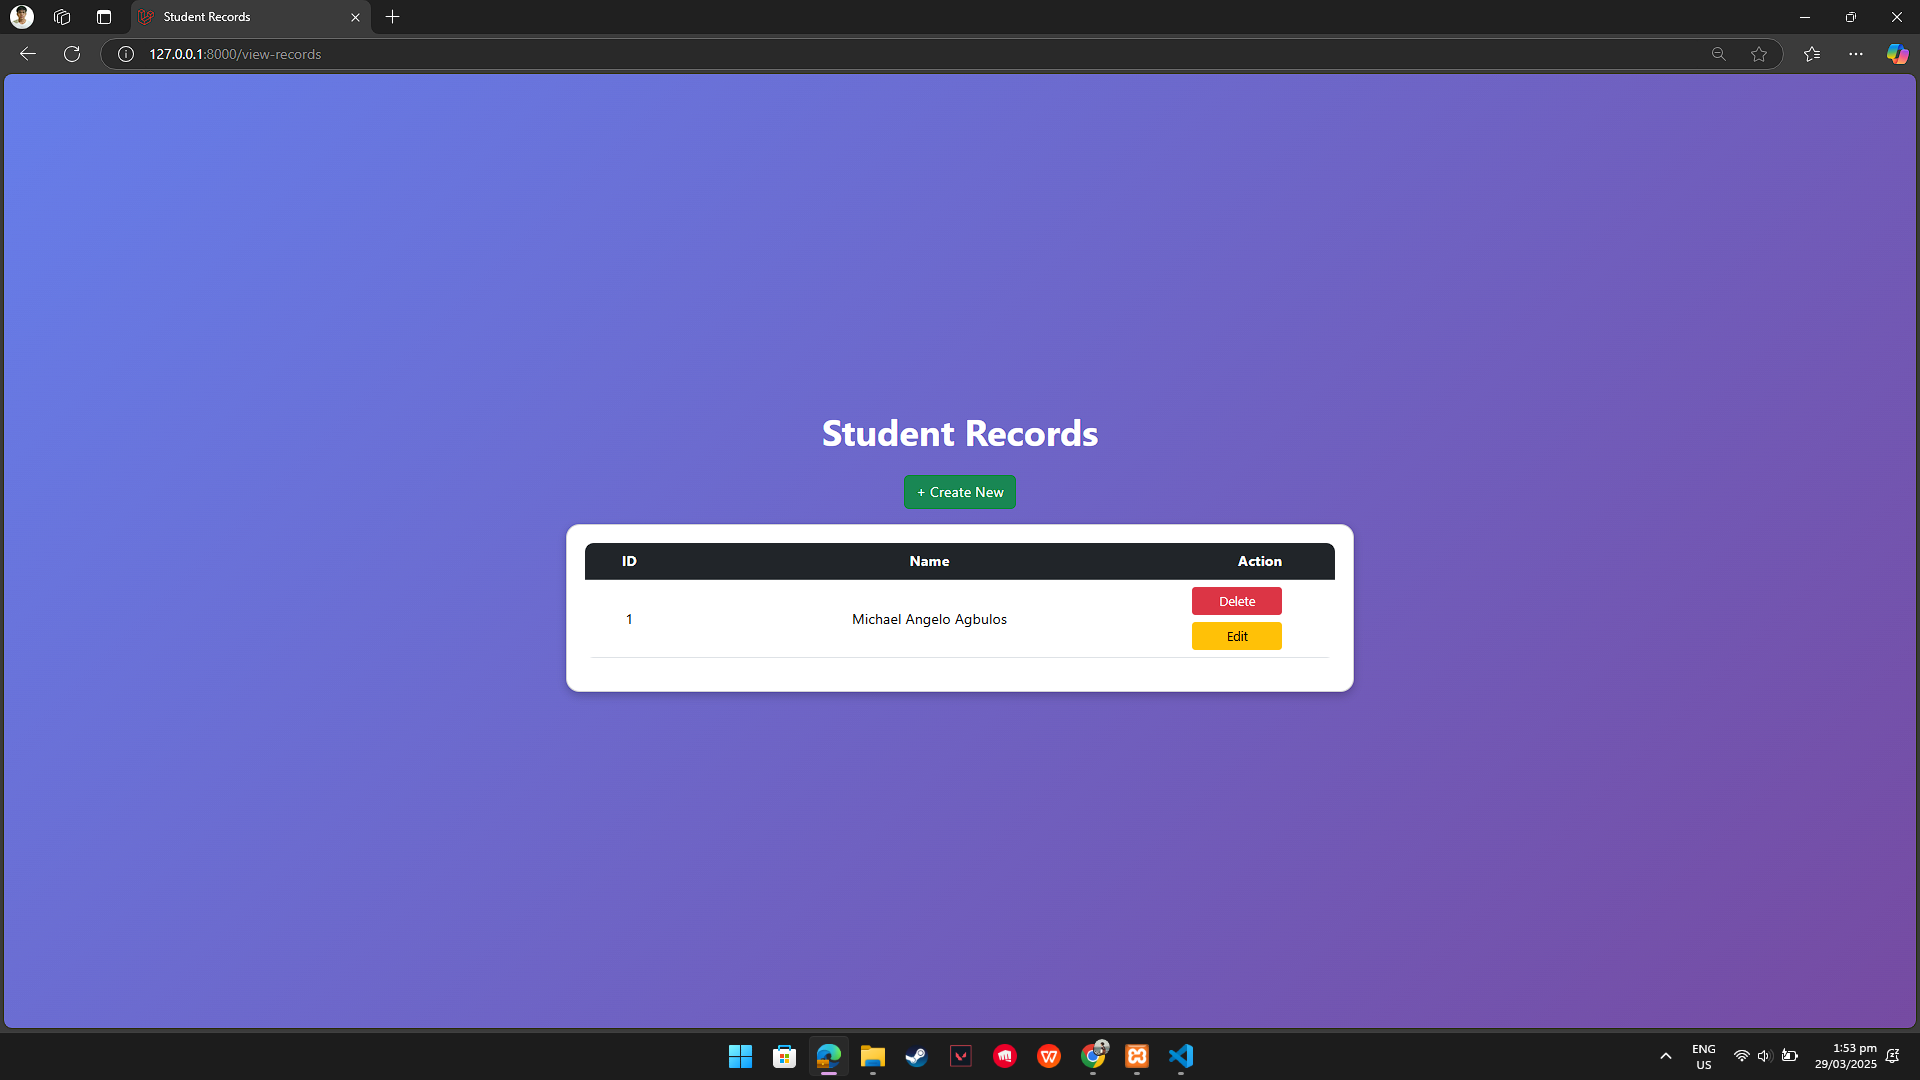 Student Records
127.0.0.1:8000/view-records
Student Records
+ Create New
ID Name Action
1 Michael Angelo Agbulos Delete
Edit
ENG
US
1:53 pm
29/03/2025